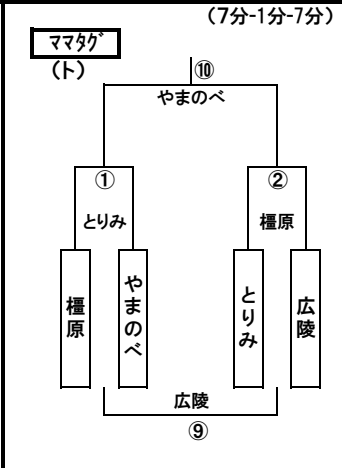 (7分-1分-7分)
ママタグ
(ト)
⑩
やまのべ
①
②
とりみ
橿原
橿原
やまのべ
とりみ
広陵
広陵
⑨